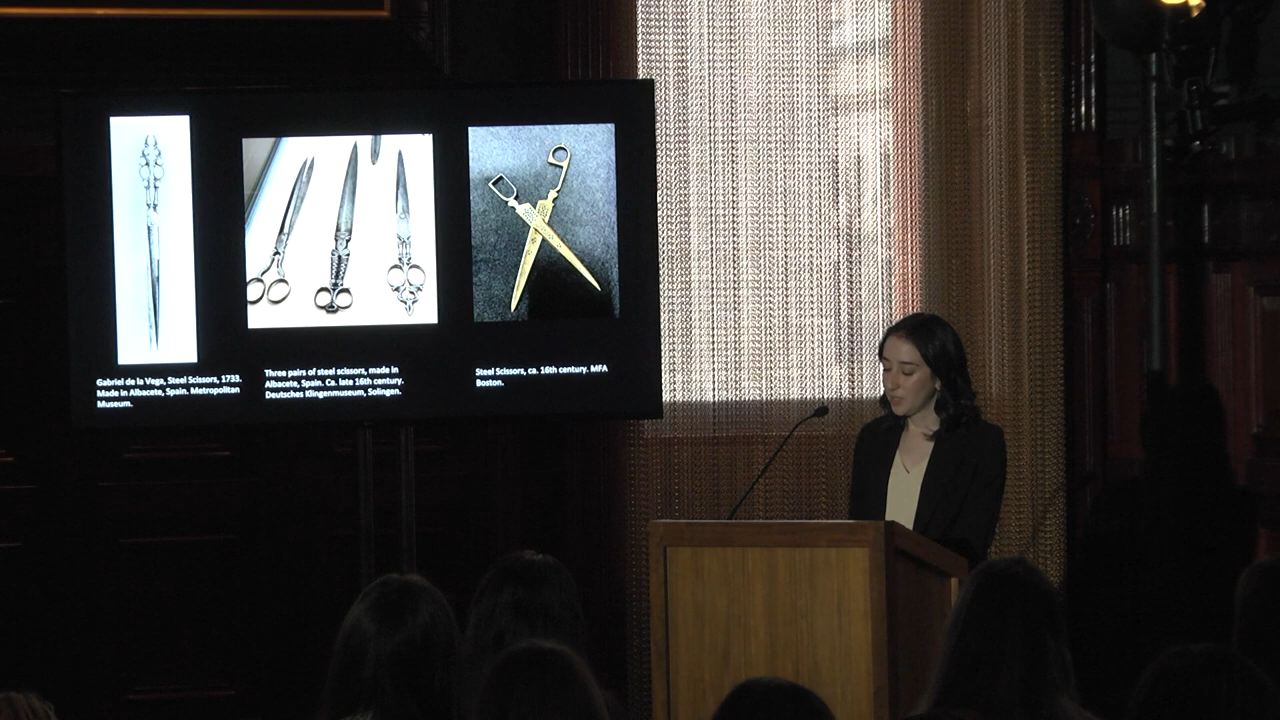 Gabriel de la Vega, Steel Scissors, 1733.
Made in Albacete, Spain. Metropolitan
Museum.
Three pairs of steel scissors, made in
Albacete, Spain. Ca. late 16th century.
Deutsches Klingenmuseum, Solingen.
Steel Scissors, ca. 16th century. MFA
Boston.